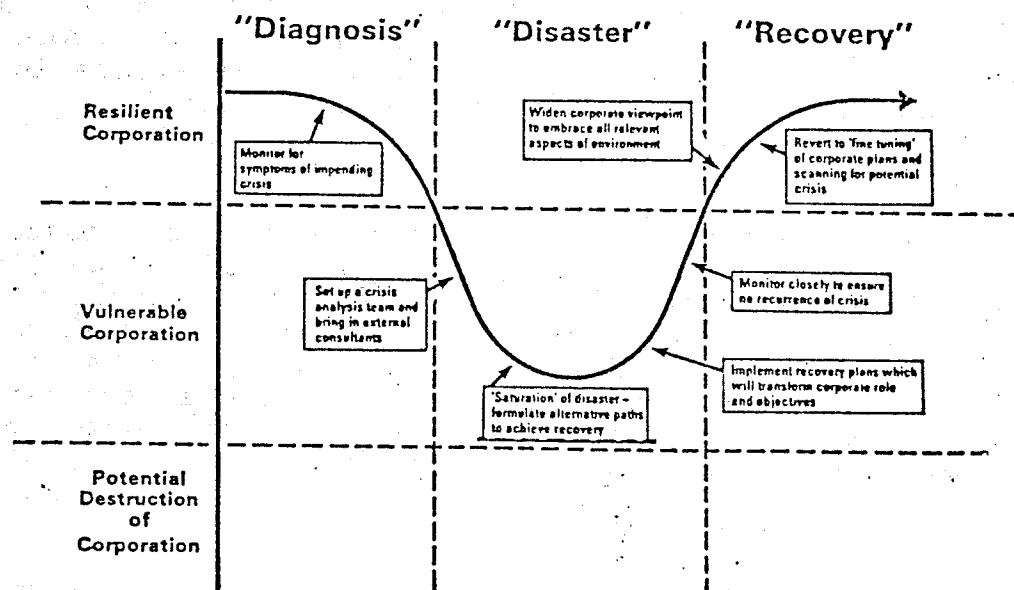 "Diagnosis"
"Disaster"
"Recovery"
Resilient
Corporation
Monitor for
symptoms of impending
crisis
Widen corporate viewpoint
to embrace all relevant
aspects of environment
Revert to 'fine tuning'
of corporate plans and
scanning for potential
crisis
Vulnerable
Corporation
Set up a crisis
analysis team and
bring in external
consultants
Monitor closely to ensure
no recurrence of crisis
'Saturation' of disaster –
formulate alternative paths
to achieve recovery
Implement recovery plans which
will transform corporate role
and objectives
Potential
Destruction
of
Corporation